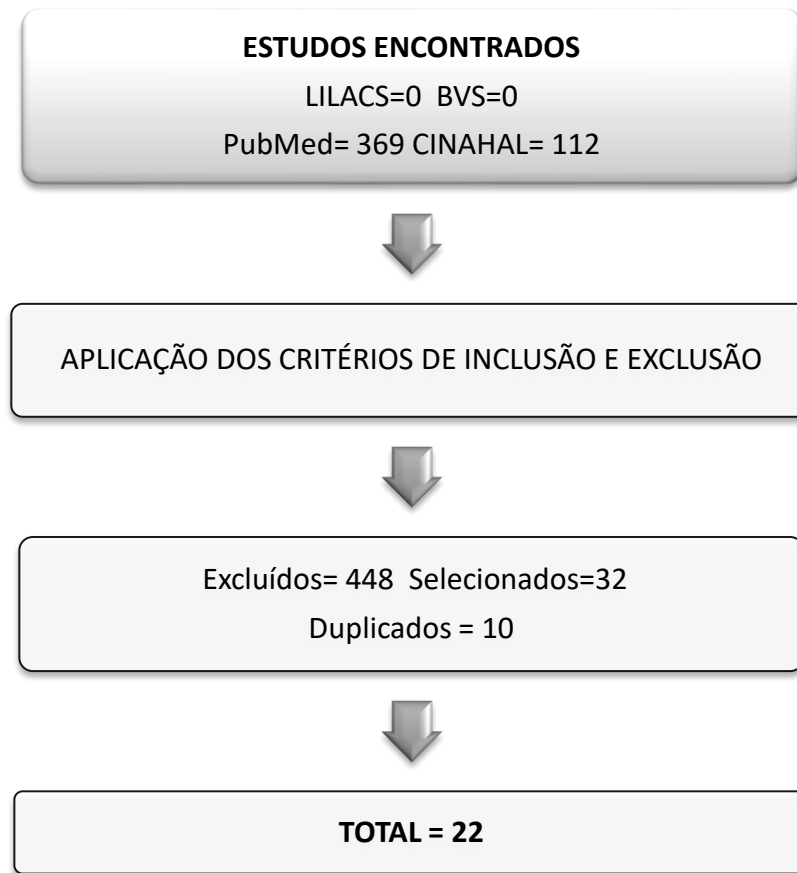 ESTUDOS ENCONTRADOS
LILACS=0 BVS=0
PubMed= 369 CINAHAL= 112
APLICAÇÃO DOS CRITÉRIOS DE INCLUSÃO E EXCLUSÃO
Excluídos= 448 Selecionados=32
Duplicados = 10
TOTAL = 22